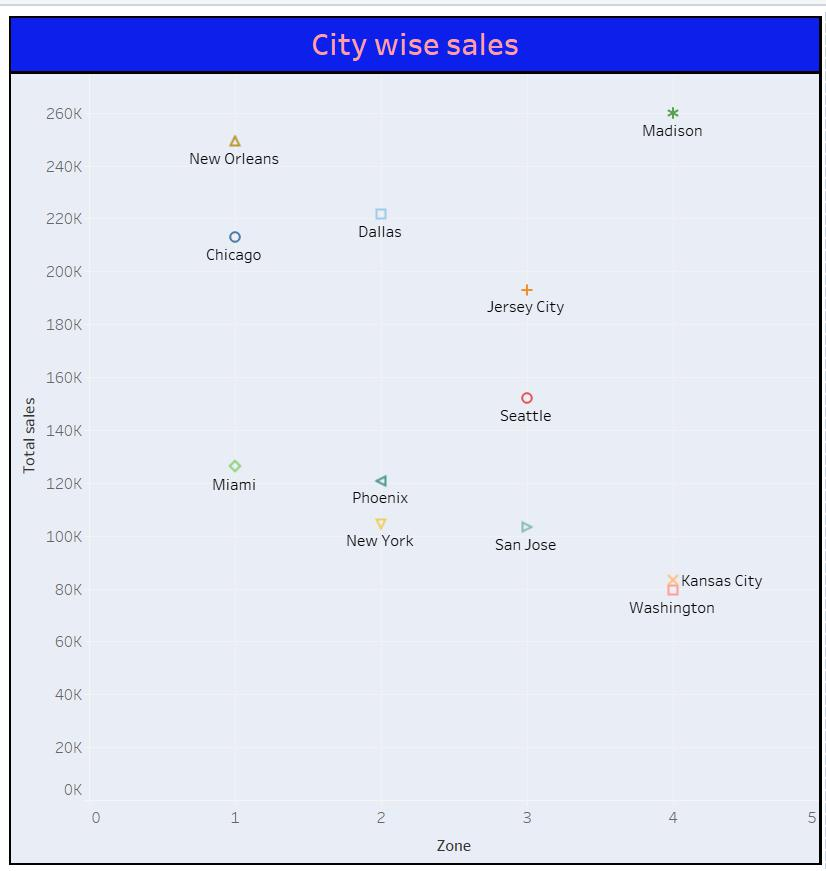 City wise sales
260K
Madison
New Orleans
240K
220K
Dallas
Chicago
200K
Jersey City
180K
160K
Seattle
140K
Total sales
Miami
120K
Phoenix
New York
100K
San Jose
80K
Kansas City
Washington
60K
40K
20K
0K
0 1 2 3 4 5
Zone